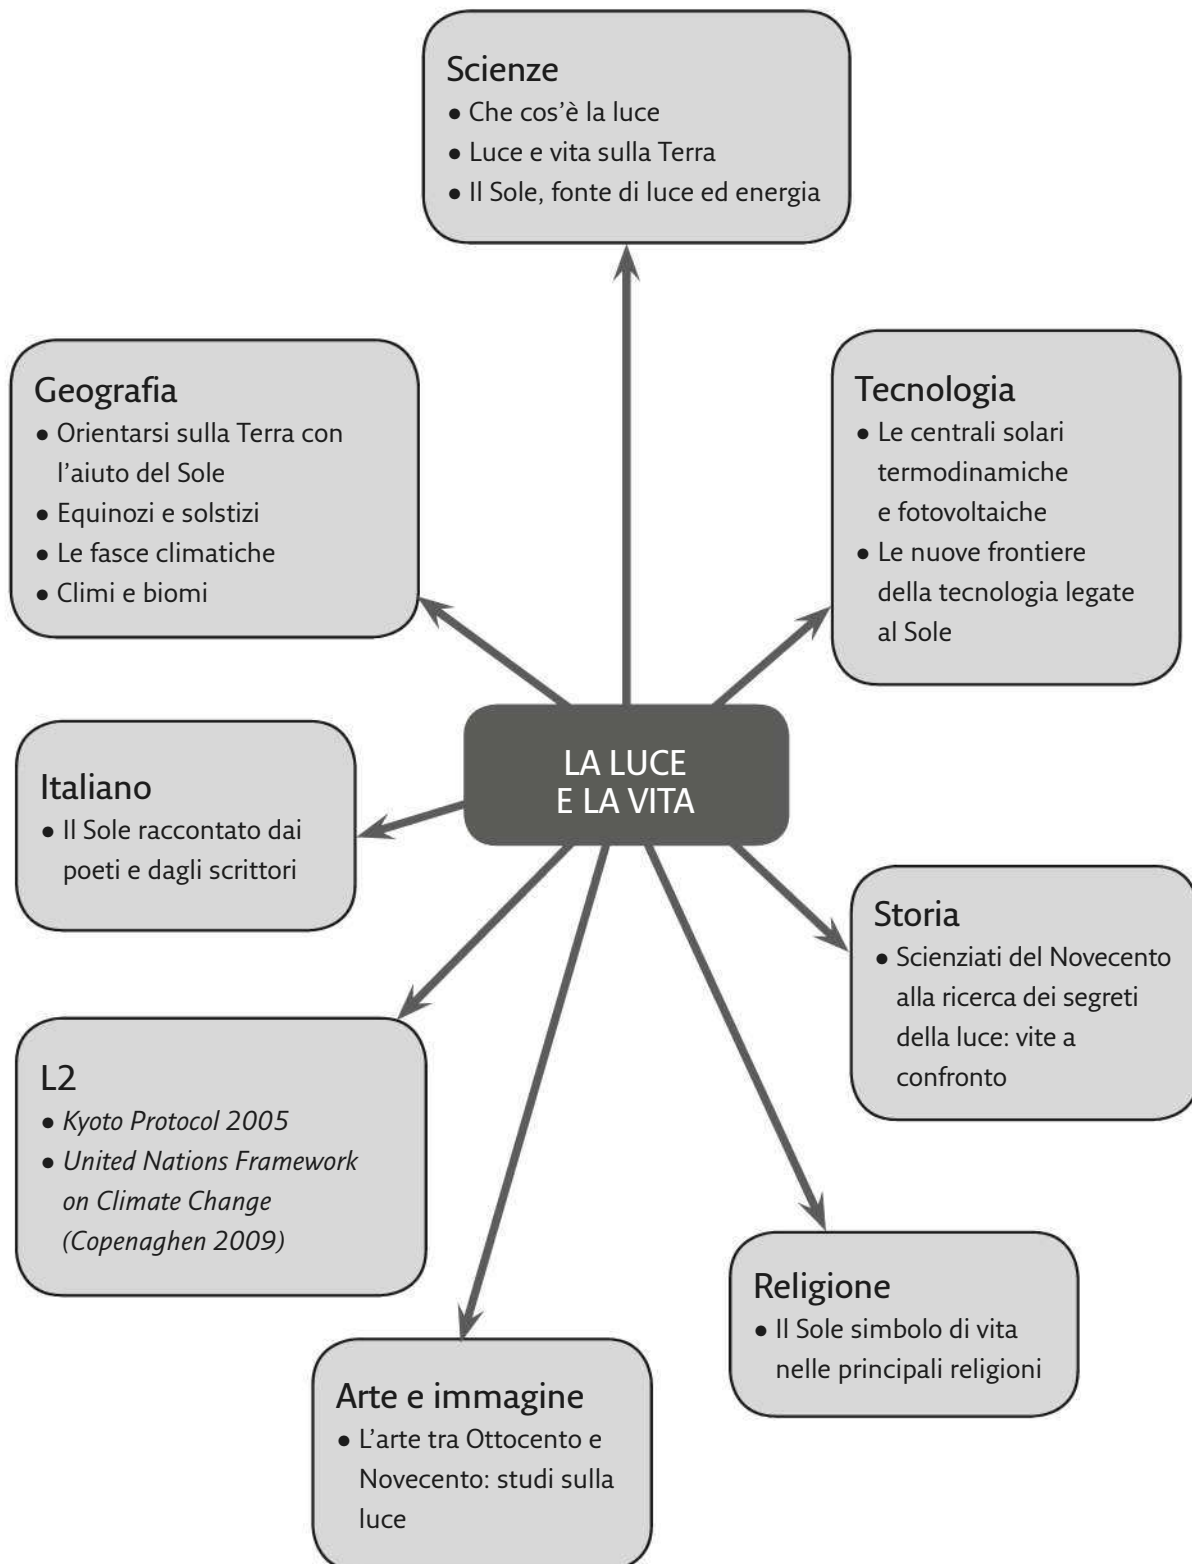 Scienze
● Che cos'è la luce
● Luce e vita sulla Terra
● Il Sole, fonte di luce ed energia
Geografia
● Orientarsi sulla Terra con
l'aiuto del Sole
● Equinozi e solstizi
● Le fasce climatiche
● Climi e biomi
Tecnologia
● Le centrali solari
termodinamiche
e fotovoltaiche
● Le nuove frontiere
della tecnologia legate
al Sole
LA LUCE
E LA VITA
Italiano
● Il Sole raccontato dai
poeti e dagli scrittori
Storia
● Scienziati del Novecento
alla ricerca dei segreti
della luce: vite a
confronto
L2
● Kyoto Protocol 2005
● United Nations Framework
on Climate Change
(Copenaghen 2009)
Religione
● Il Sole simbolo di vita
nelle principali religioni
Arte e immagine
● L'arte tra Ottocento e
Novecento: studi sulla
luce